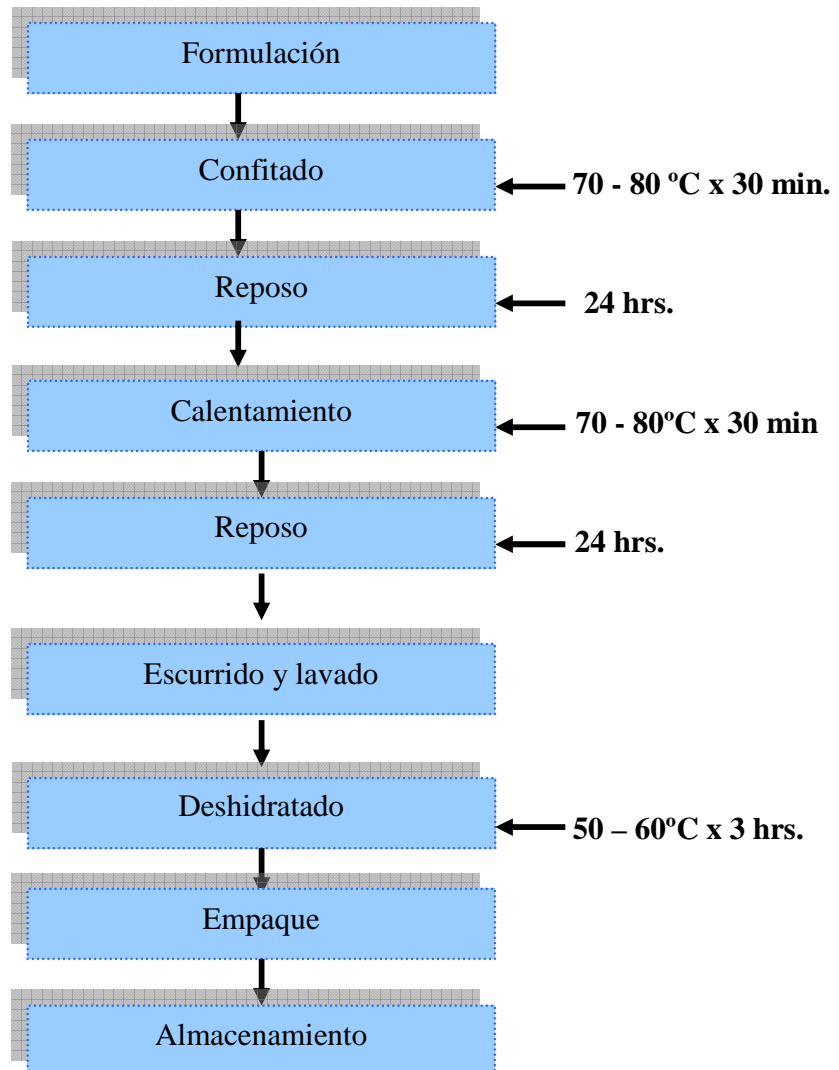 Formulación
Confitado
70 - 80 ºC x 30 min.
Reposo
24 hrs.
Calentamiento
70 - 80ºC x 30 min
Reposo
24 hrs.
Escurrido y lavado
Deshidratado
50 – 60ºC x 3 hrs.
Empaque
Almacenamiento